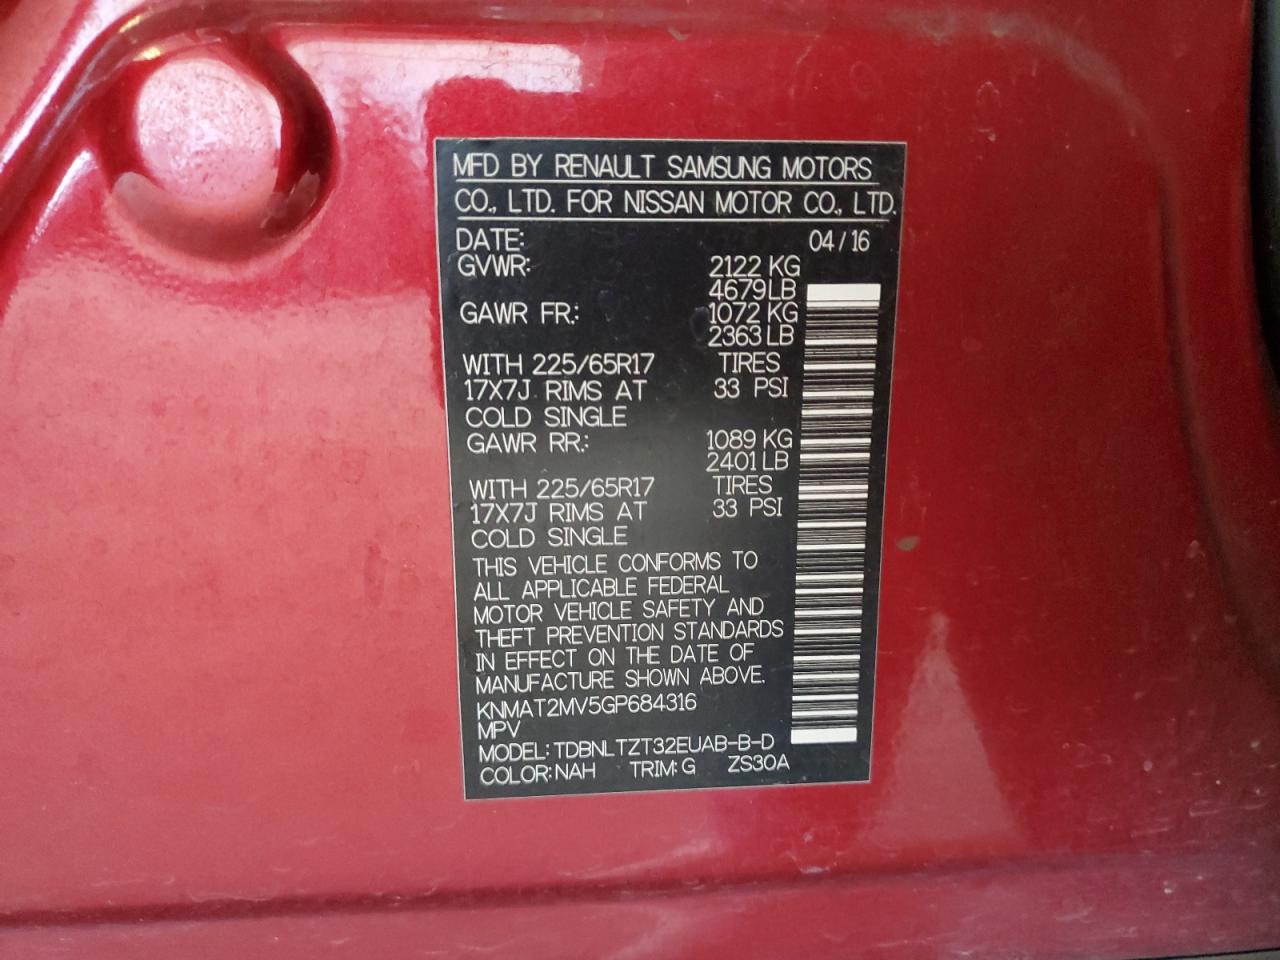 MFD BY RENAULT SAMSUNG MOTORS
CO., LTD. FOR NISSAN MOTOR CO., LTD.
DATE: 04/16
GVWR: 2122 KG
4679 LB
GAWR FR.: 1072 KG
2363 LB
WITH 225/65R17 TIRES
17X7J RIMS AT 33 PSI
COLD SINGLE
GAWR RR.: 1089 KG
2401 LB
WITH 225/65R17 TIRES
17X7J RIMS AT 33 PSI
COLD SINGLE
THIS VEHICLE CONFORMS TO
ALL APPLICABLE FEDERAL
MOTOR VEHICLE SAFETY AND
THEFT PREVENTION STANDARDS
IN EFFECT ON THE DATE OF
MANUFACTURE SHOWN ABOVE.
KNMAT2MV5GP684316
MPV
MODEL: TDBNLTZT32EUAB-B-D
COLOR: NAH TRIM: G ZS30A